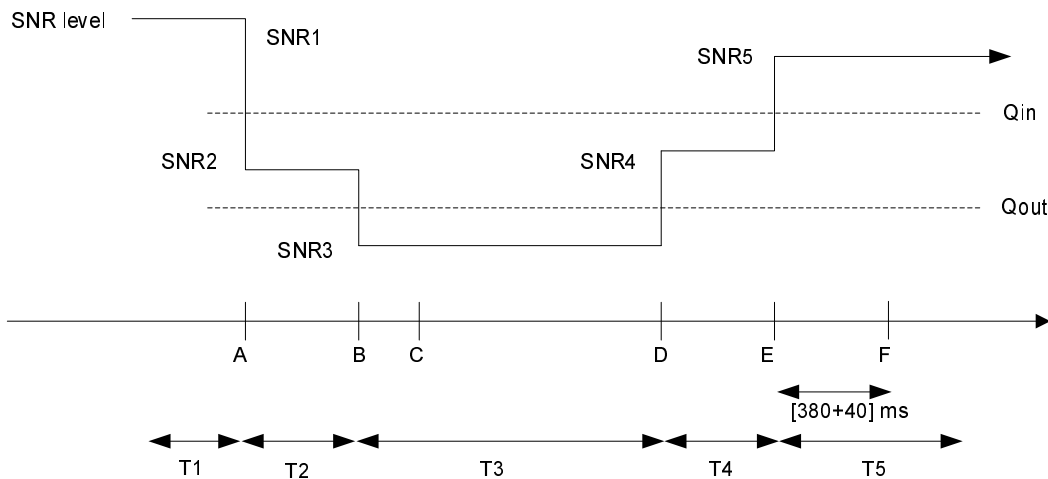 SNR level
SNR1
SNR5
Qin
SNR2
SNR4
Qout
SNR3
A
B
C
D
E
F
[380+40] ms
T1
T2
T3
T4
T5